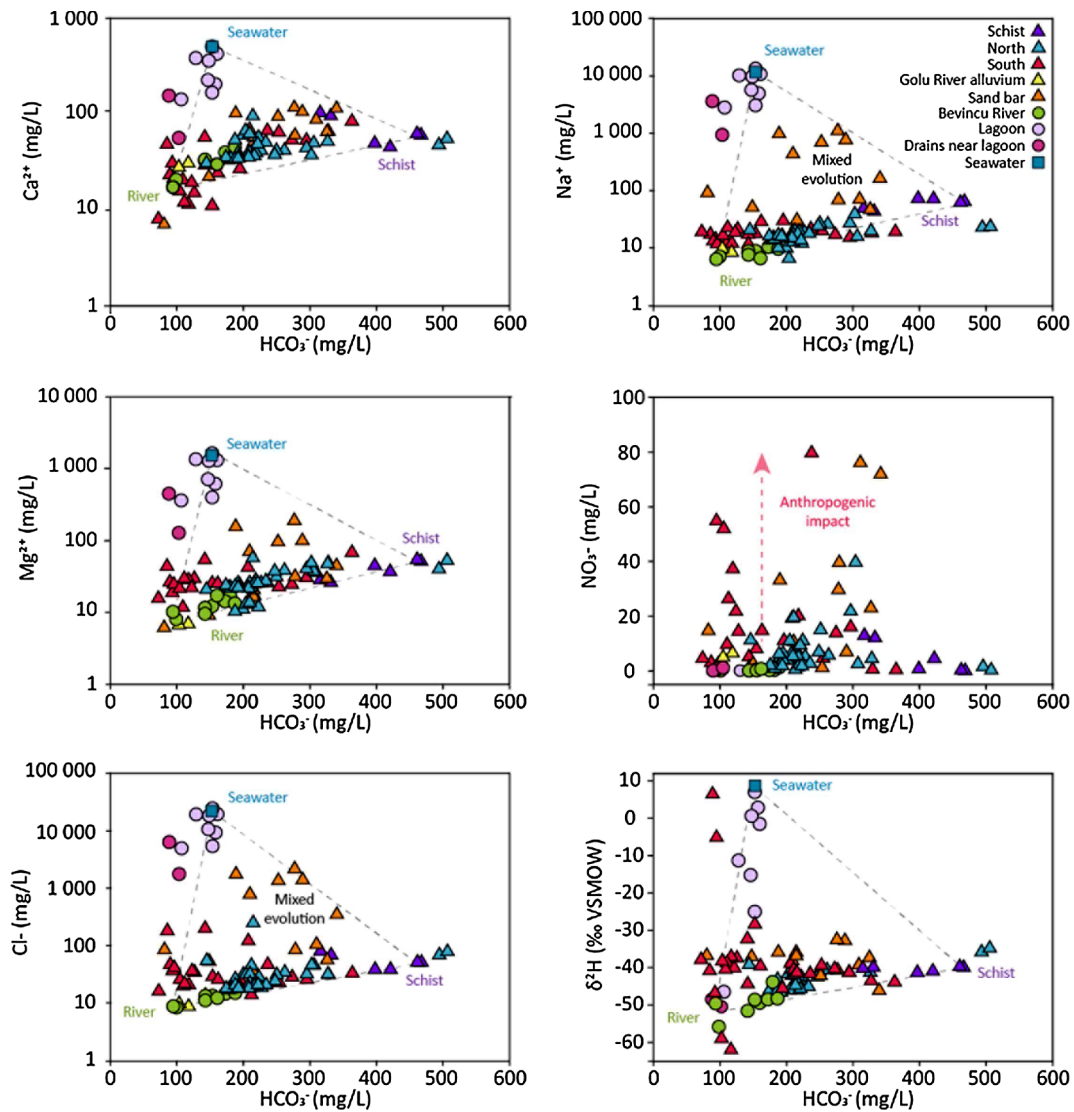 1 000
100
10
1
Ca²⁺ (mg/L)
Seawater
River
Schist
0 100 200 300 400 500 600
HCO₃⁻ (mg/L)
100 000
10 000
1 000
100
10
1
Na⁺ (mg/L)
Seawater
Mixed
evolution
Schist
River
Schist
North
South
Golu River alluvium
Sand bar
Bevincu River
Lagoon
Drains near lagoon
Seawater
0 100 200 300 400 500 600
HCO₃⁻ (mg/L)
10 000
1 000
100
10
1
Mg²⁺ (mg/L)
Seawater
Schist
River
0 100 200 300 400 500 600
HCO₃⁻ (mg/L)
100
80
60
40
20
0
NO₃- (mg/L)
Anthropogenic
impact
0 100 200 300 400 500 600
HCO₃⁻ (mg/L)
100 000
10 000
1 000
100
10
1
Cl- (mg/L)
Seawater
Mixed
evolution
Schist
River
0 100 200 300 400 500 600
HCO₃⁻ (mg/L)
10
0
-10
-20
-30
-40
-50
-60
δ²H (‰ VSMOW)
Seawater
Schist
River
0 100 200 300 400 500 600
HCO₃⁻ (mg/L)